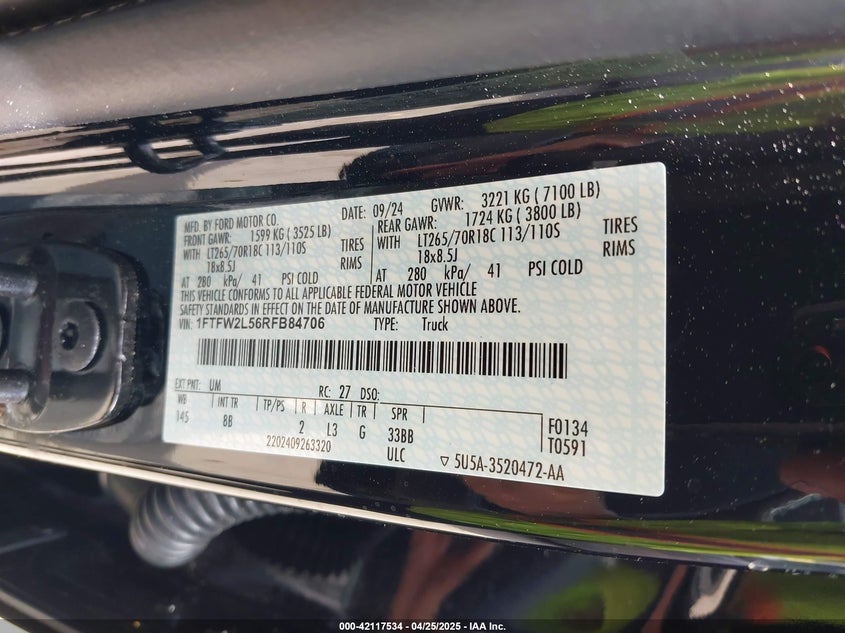 MFD. BY FORD MOTOR CO. DATE: 09/24 GVWR: 3221 KG ( 7100 LB)
FRONT GAWR: 1599 KG ( 3525 LB) REAR GAWR: 1724 KG ( 3800 LB)
WITH LT265/70R18C 113/110S TIRES WITH LT265/70R18C 113/110S TIRES
18x8.5J RIMS 18x8.5J RIMS
AT 280 kPa/ 41 PSI COLD AT 280 kPa/ 41 PSI COLD
THIS VEHICLE CONFORMS TO ALL APPLICABLE FEDERAL MOTOR VEHICLE
SAFETY STANDARDS IN EFFECT ON THE DATE OF MANUFACTURE SHOWN ABOVE.
VIN: 1FTFW2L56RFB84706 TYPE: Truck
EXT PNT: UM RC: 27 DSO:
WB INT TR TP/PS R AXLE TR SPR
145 BB 2 L3 G 33BB F0134
2202409263320 ULC T0591
▽ 5U5A-3520472-AA
000-42117534 - 04/25/2025 - IAA Inc.